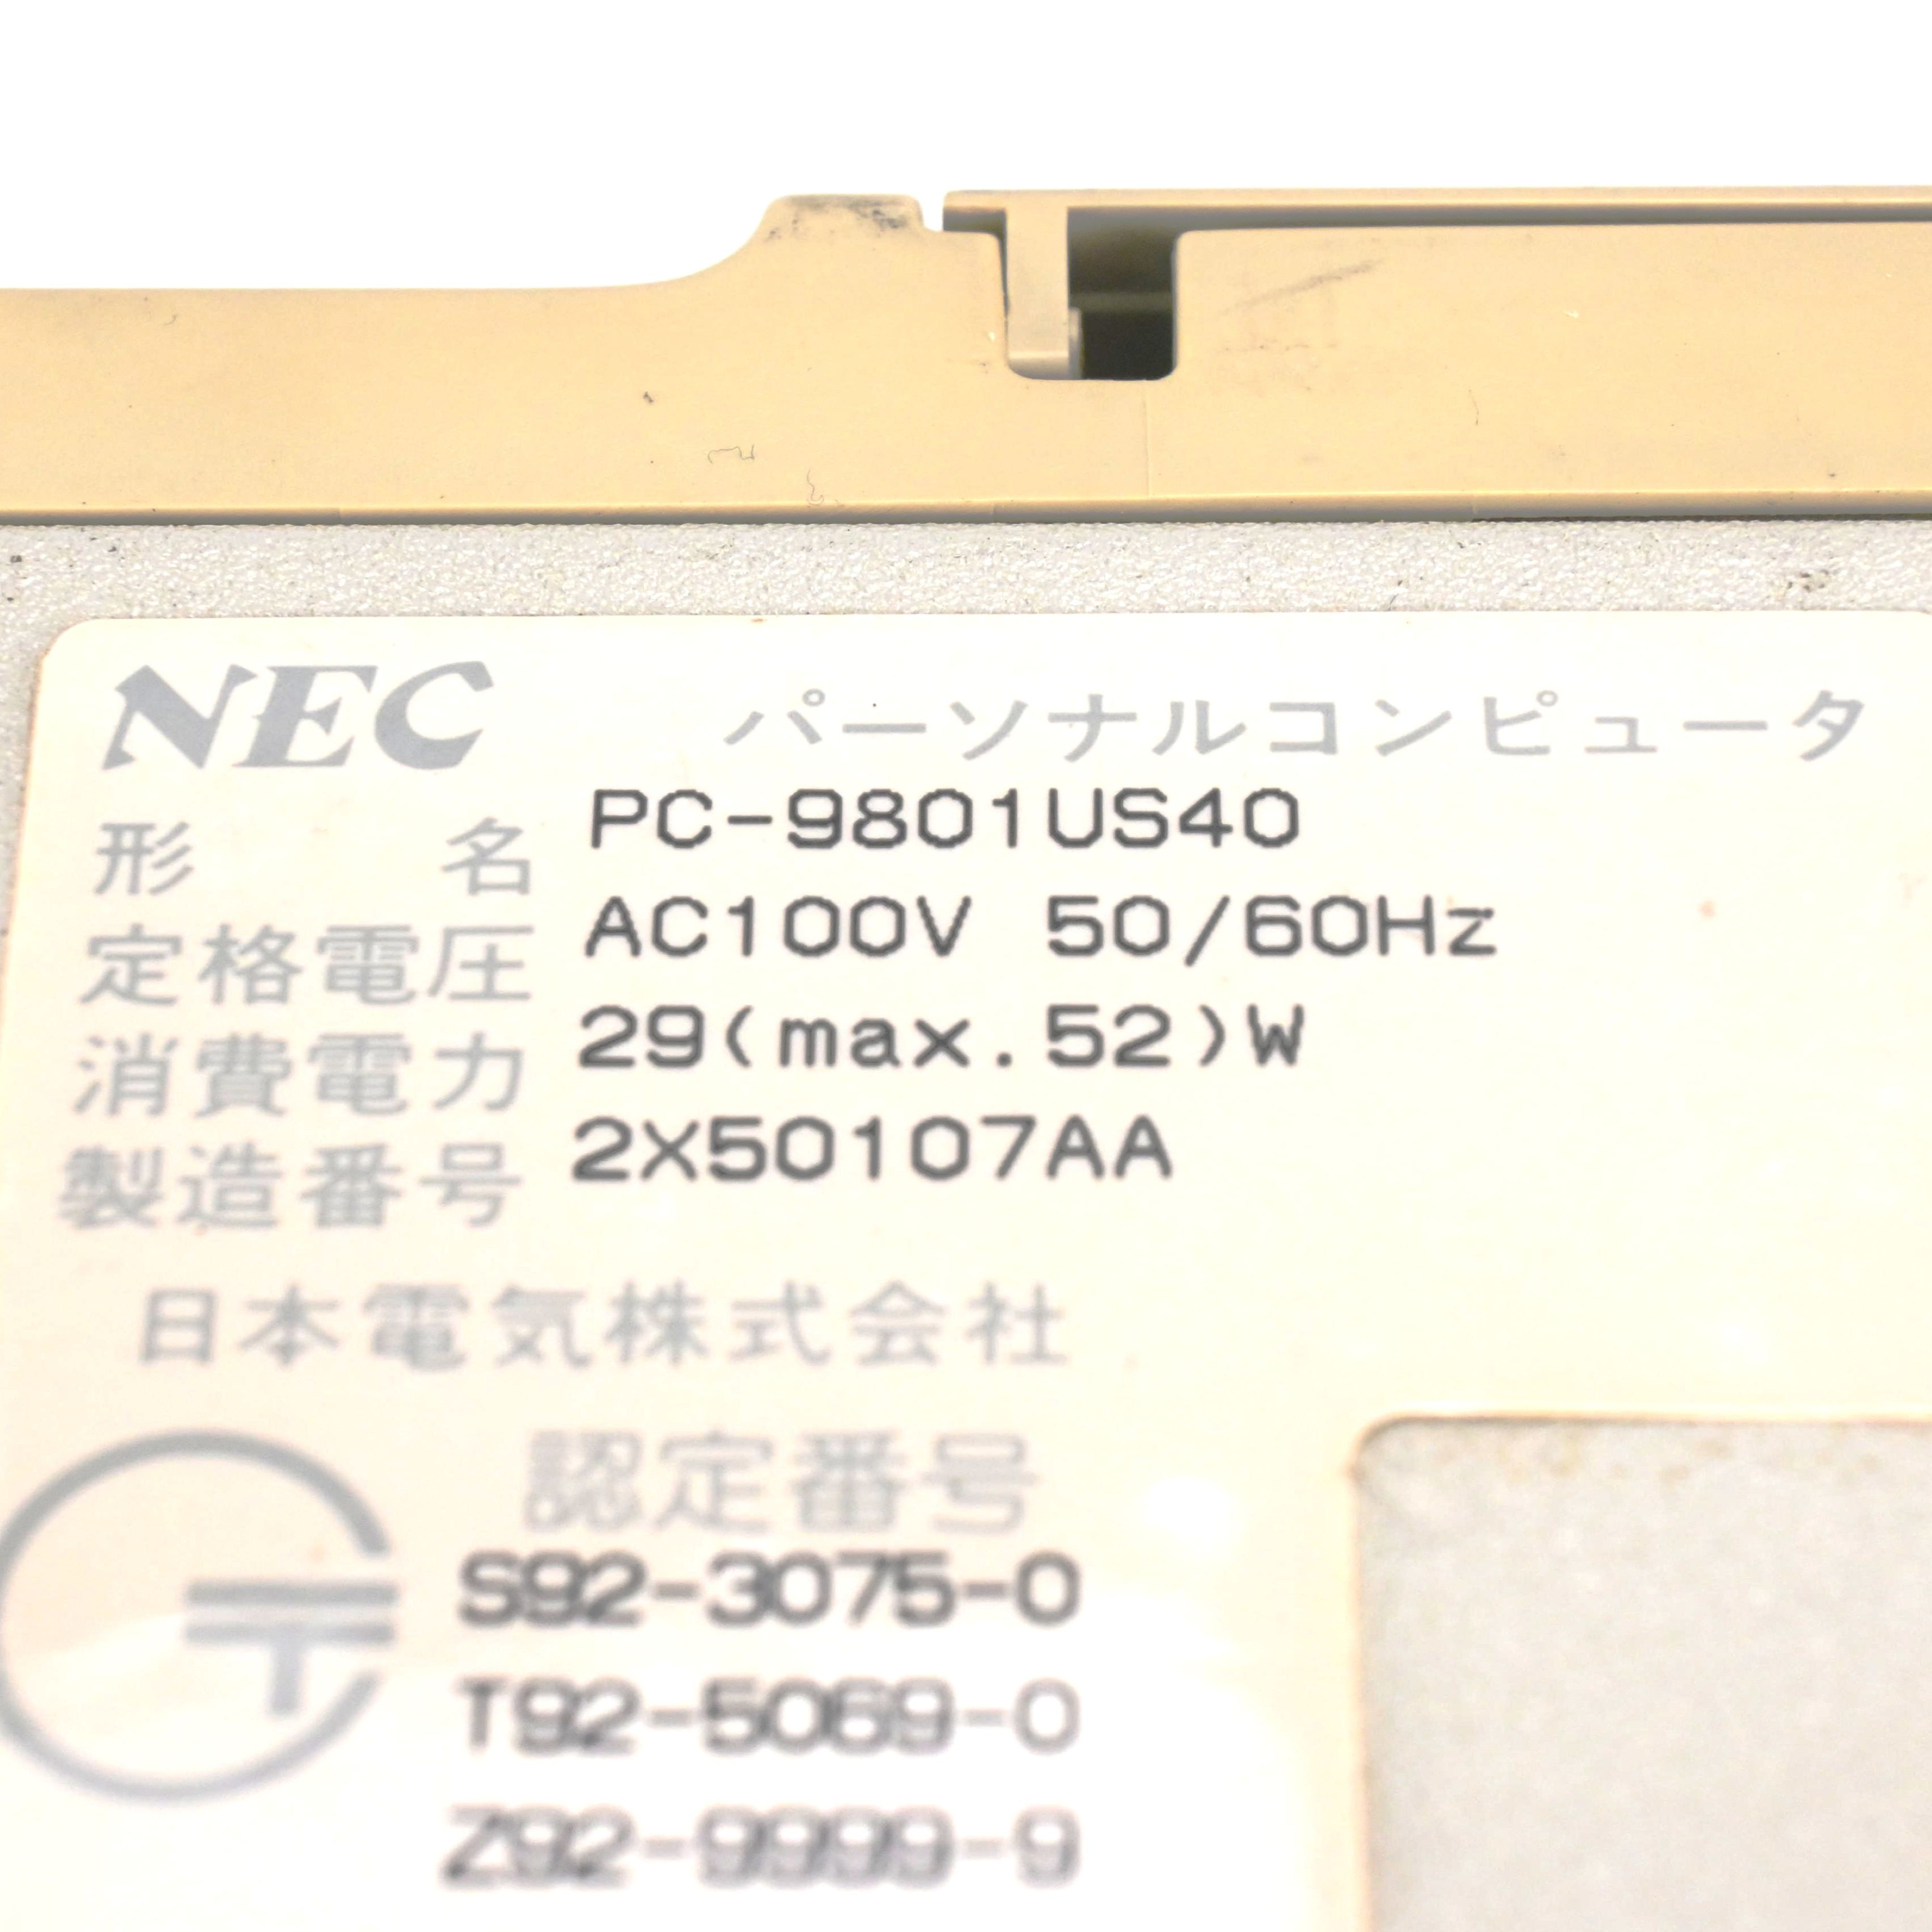 NEC パーソナルコンピュータ
形名 PC-9801US40
定格電圧 AC100V 50/60Hz
消費電力 29(max.52)W
製造番号 2X50107AA
日本電気株式会社
認定番号
S92-3075-0
T92-5069-0
Z92-9999-9